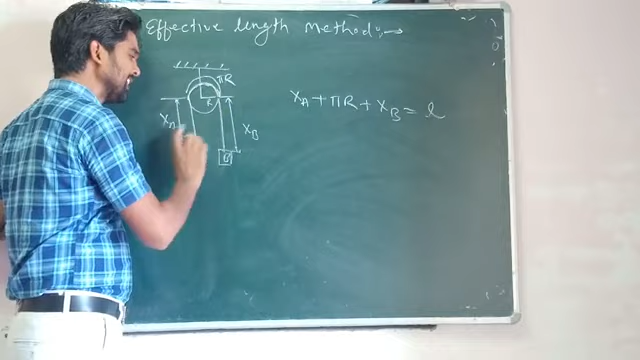 Effective length method:→
πR
R
X_A
X_B
B
X_A + πR + X_B = l